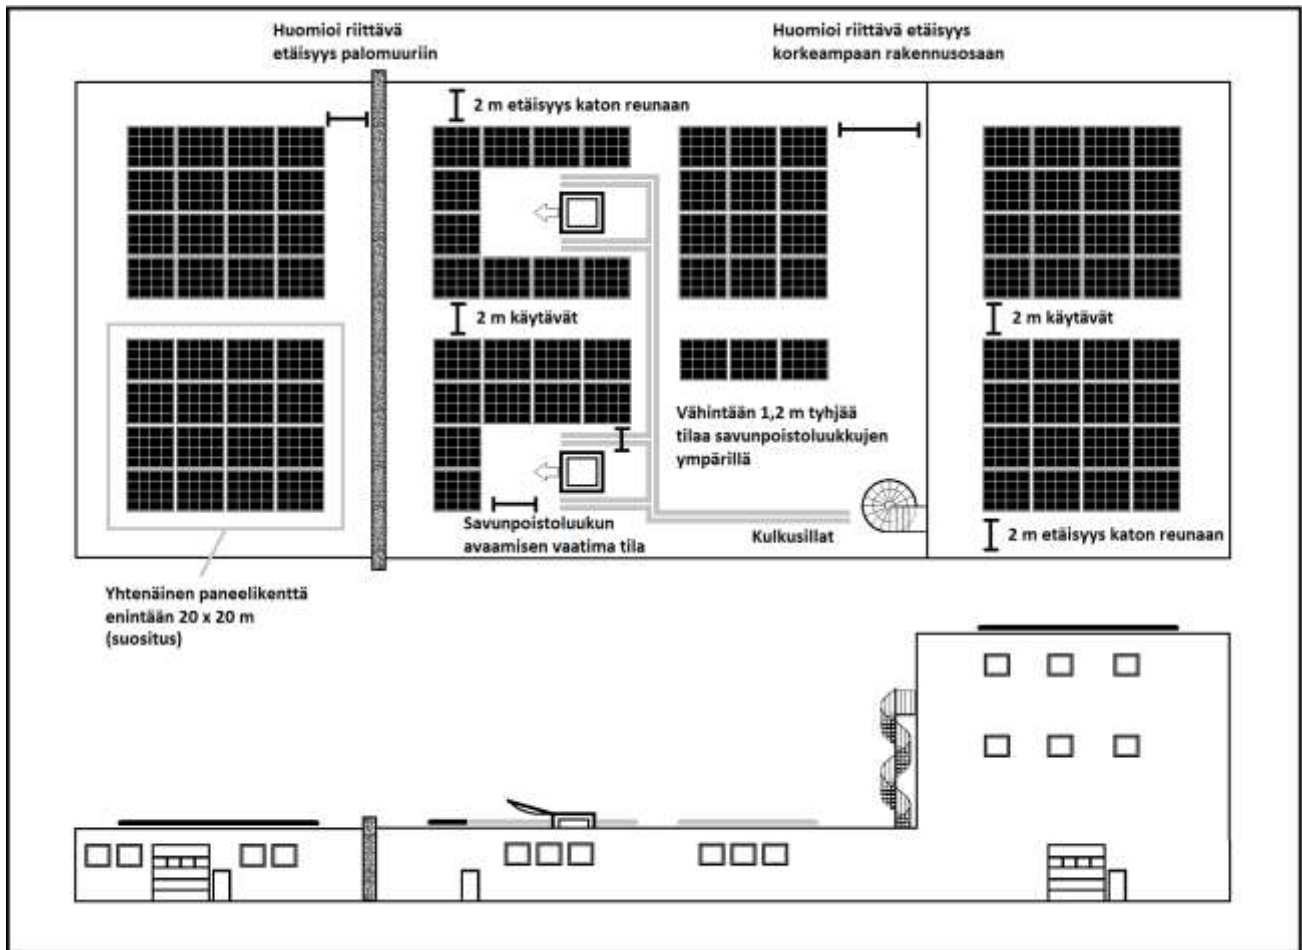 Huomioi riittävä
etäisyys palomuuriin
Huomioi riittävä etäisyys
korkeampaan rakennusosaan
2 m etäisyys katon reunaan
2 m käytävät
2 m käytävät
Vähintään 1,2 m tyhjää
tilaa savunpoistoluukkujen
ympärillä
Savunpoistoluukun
avaamisen vaatima tila
Kulkusillat
2 m etäisyys katon reunaan
Yhtenäinen paneelikenttä
enintään 20 x 20 m
(suositus)